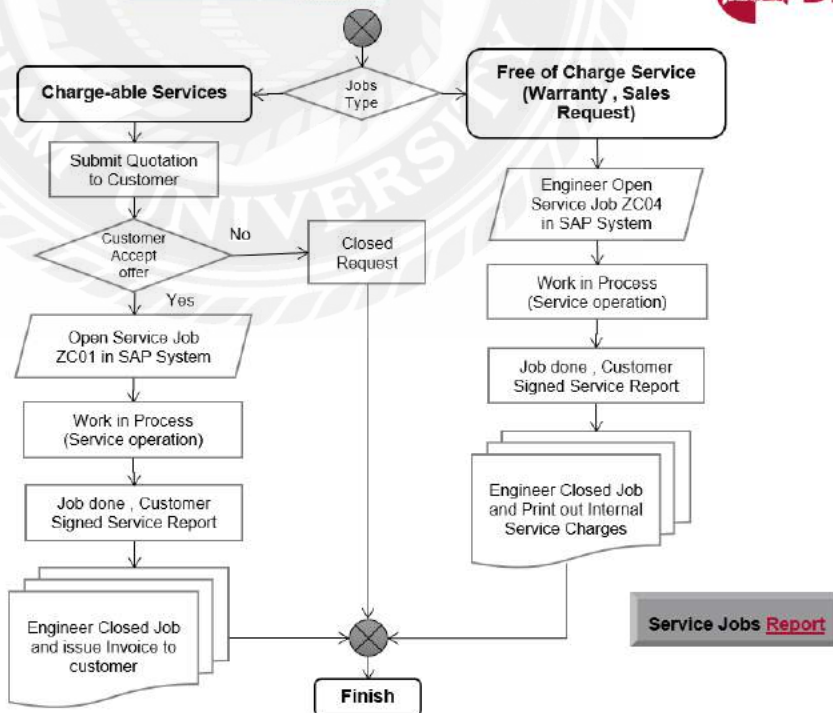 Jobs
Type
Charge-able Services
Free of Charge Service
(Warranty , Sales
Request)
Submit Quotation
to Customer
Customer
Accept
offer
No
Closed
Request
Yes
Open Service Job
ZC01 in SAP System
Work in Process
(Service operation)
Job done , Customer
Signed Service Report
Engineer Closed Job
and issue Invoice to
customer
Engineer Open
Service Job ZC04
in SAP System
Work in Process
(Service operation)
Job done , Customer
Signed Service Report
Engineer Closed Job
and Print out Internal
Service Charges
Service Jobs Report
Finish
UNIVERSITY